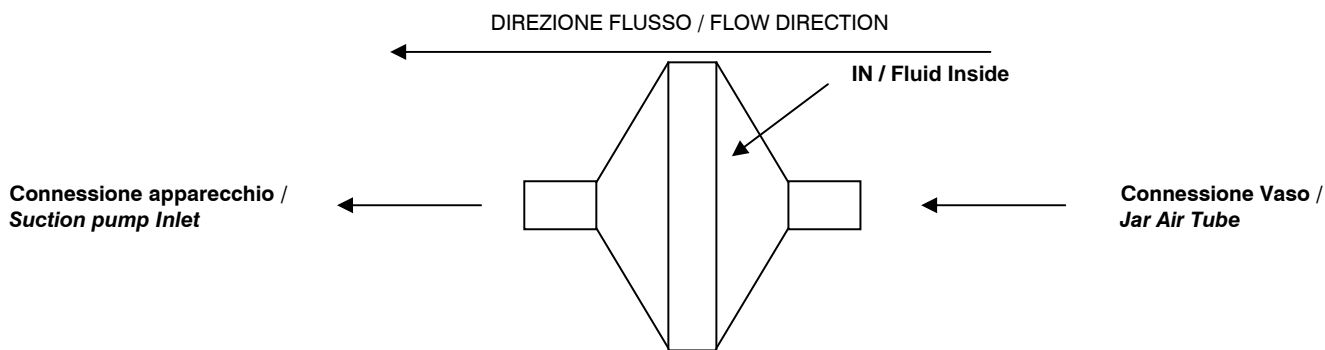 DIREZIONE FLUSSO / FLOW DIRECTION
IN / Fluid Inside
Connessione apparecchio /
Suction pump Inlet
Connessione Vaso /
Jar Air Tube